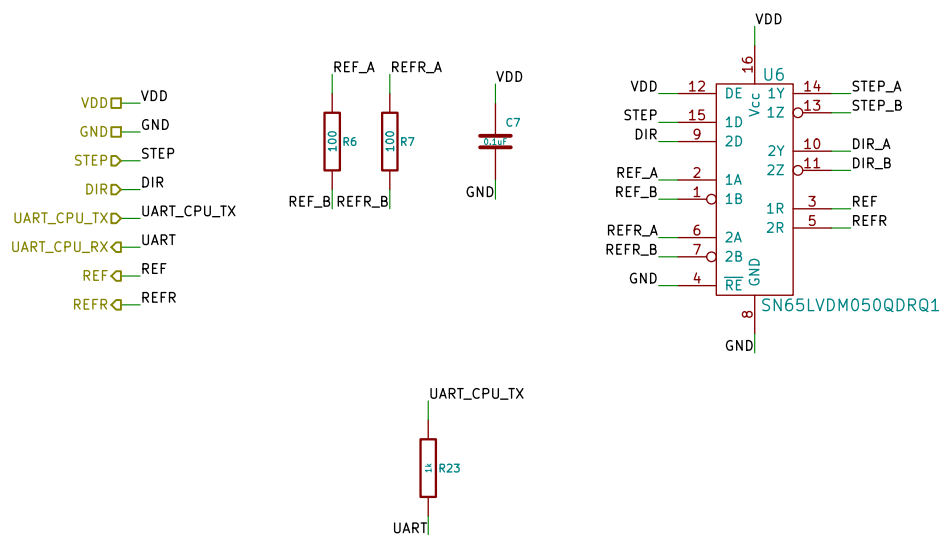 VDD VDD
GND GND
STEP STEP
DIR DIR
UART_CPU_TX UART_CPU_TX
UART_CPU_RX UART
REF REF
REFR REFR
REF_A
100
R6
REF_B
REFR_A
100
R7
REFR_B
VDD
C7
0.1uF
GND
VDD
16
U6
VDD 12 DE
Vcc
1Y 14 STEP_A
1Z 13 STEP_B
STEP 15 1D
DIR 9 2D
2Y 10 DIR_A
2Z 11 DIR_B
REF_A 2 1A
REF_B 1 1B
1R 3 REF
2R 5 REFR
REFR_A 6 2A
REFR_B 7 2B
GND 4 RE
GND
SN65LVDM050QDRQ1
8
GND
UART_CPU_TX
1k
R23
UART